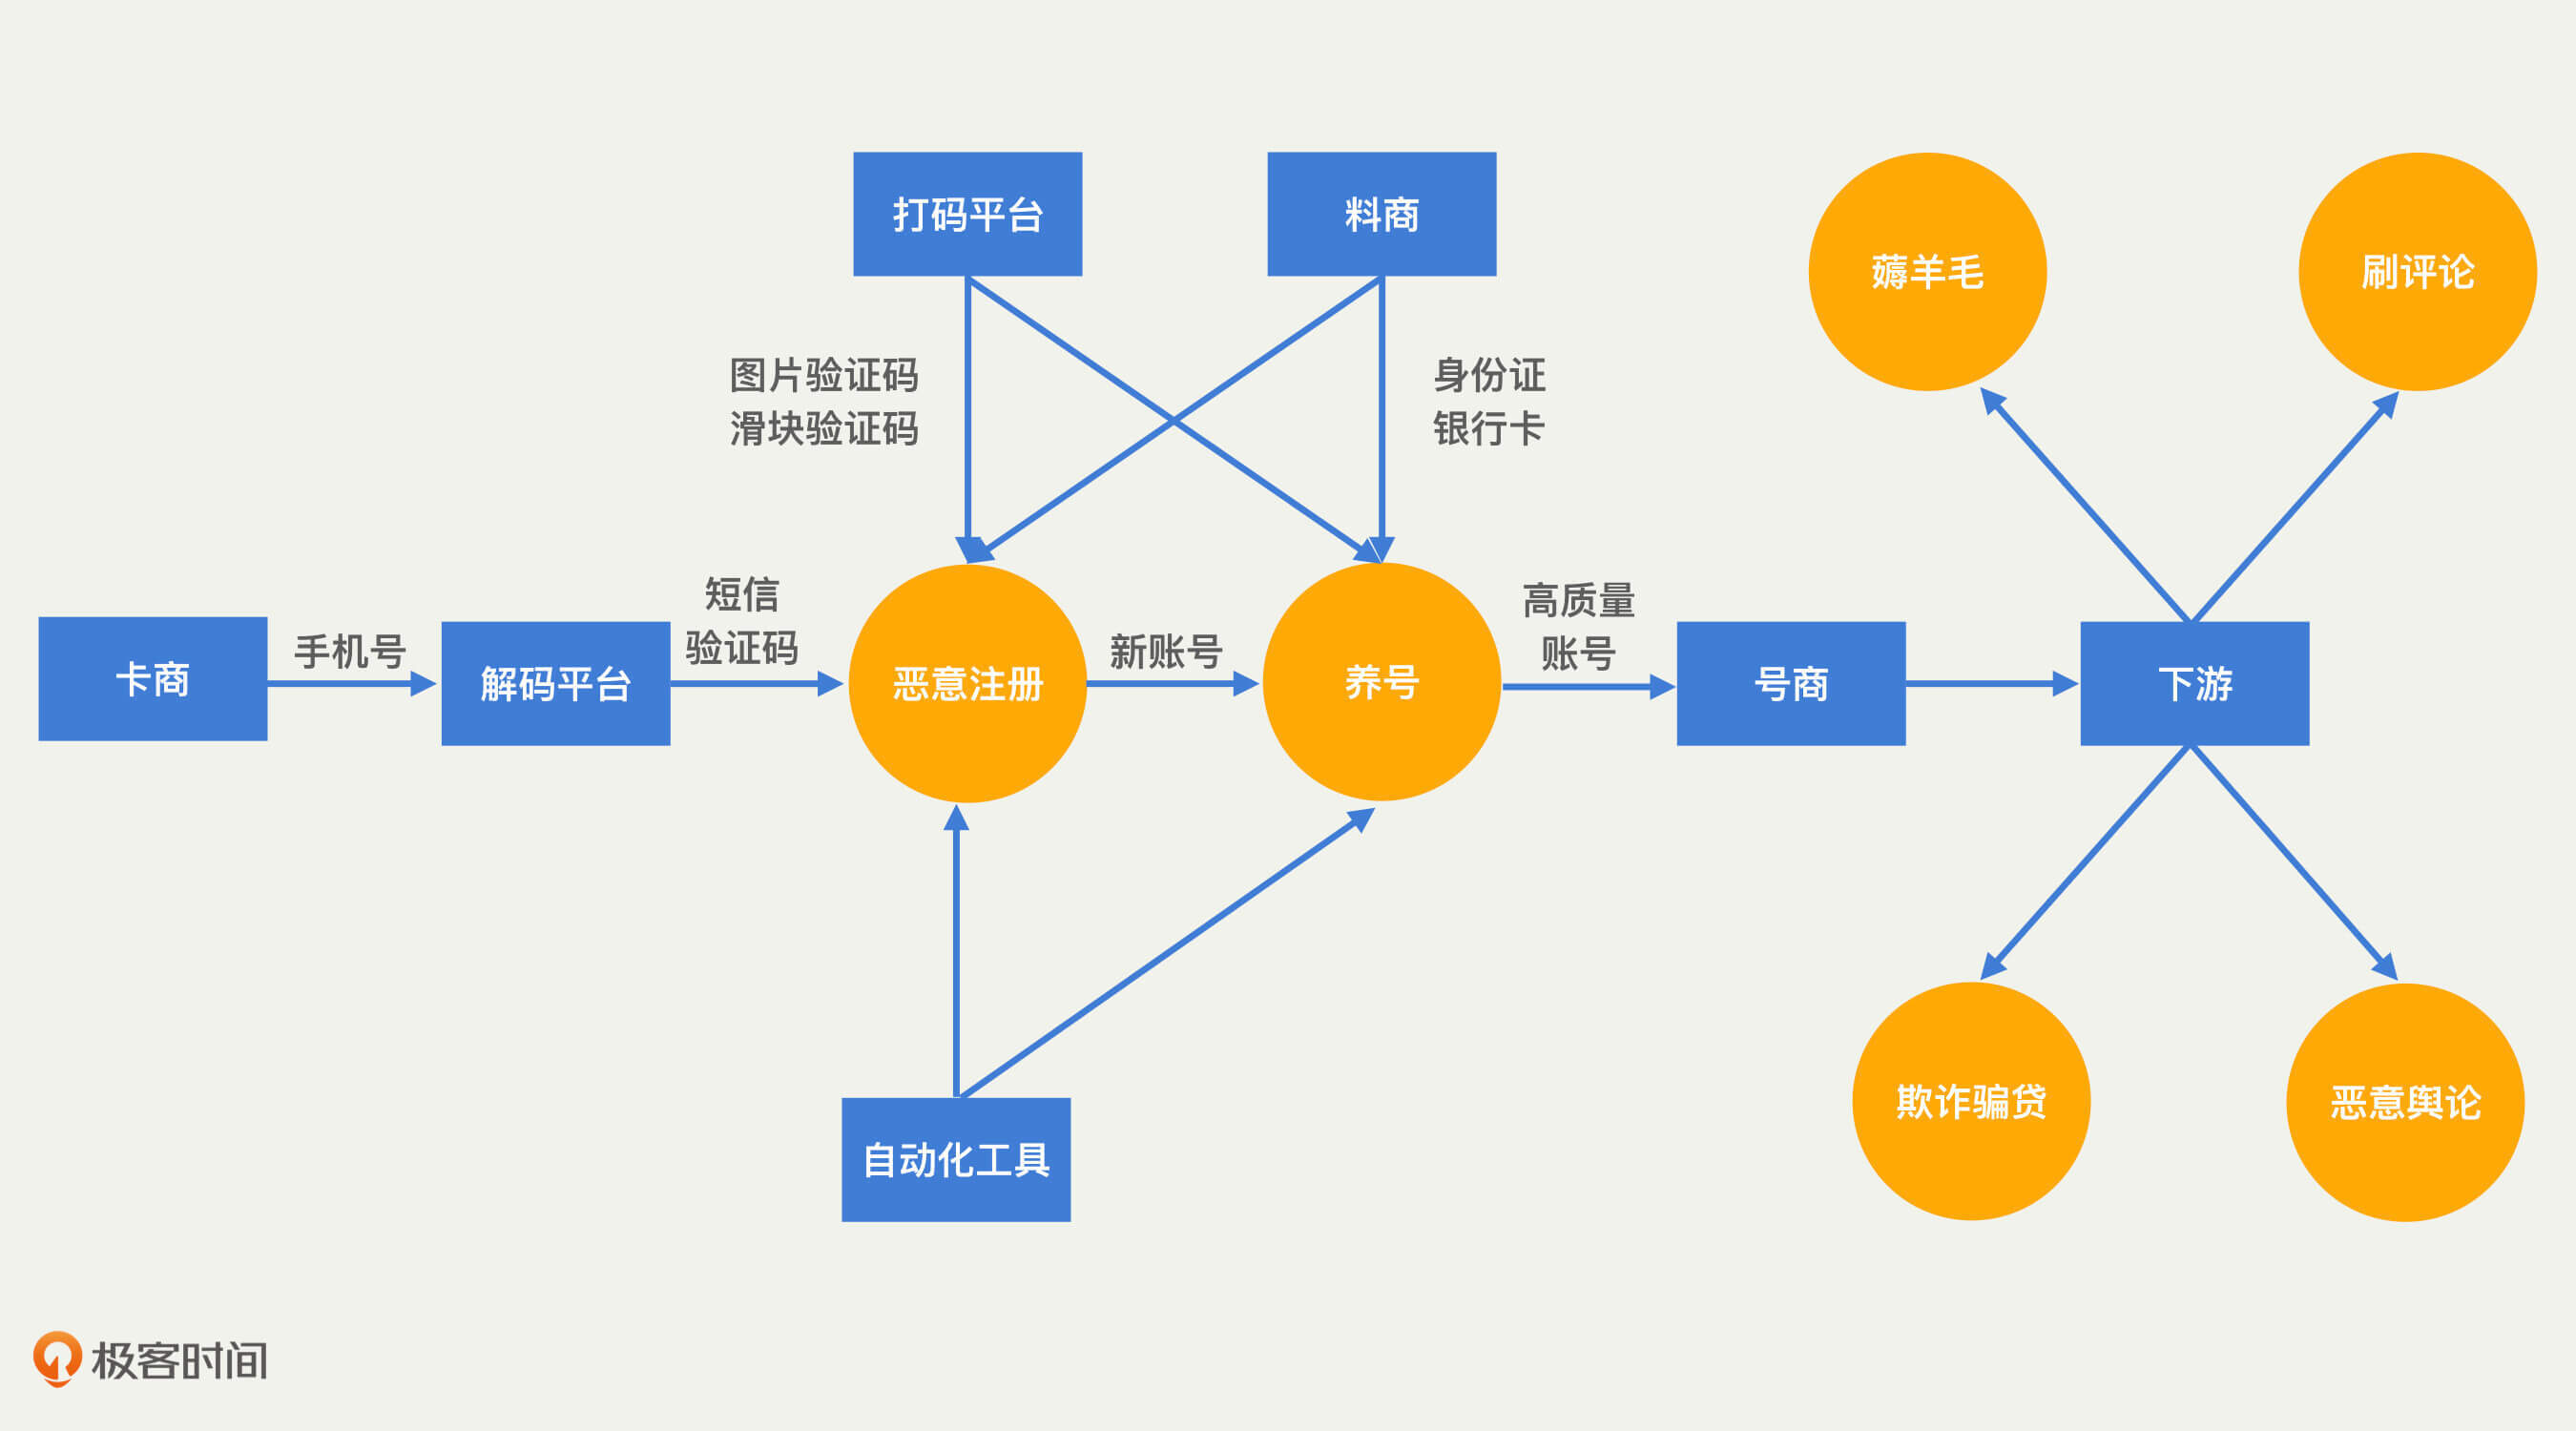 打码平台
料商
薅羊毛
刷评论
图片验证码
滑块验证码
身份证
银行卡
卡商
手机号
解码平台
短信
验证码
恶意注册
新账号
养号
高质量
账号
号商
下游
自动化工具
欺诈骗贷
恶意舆论
极客时间